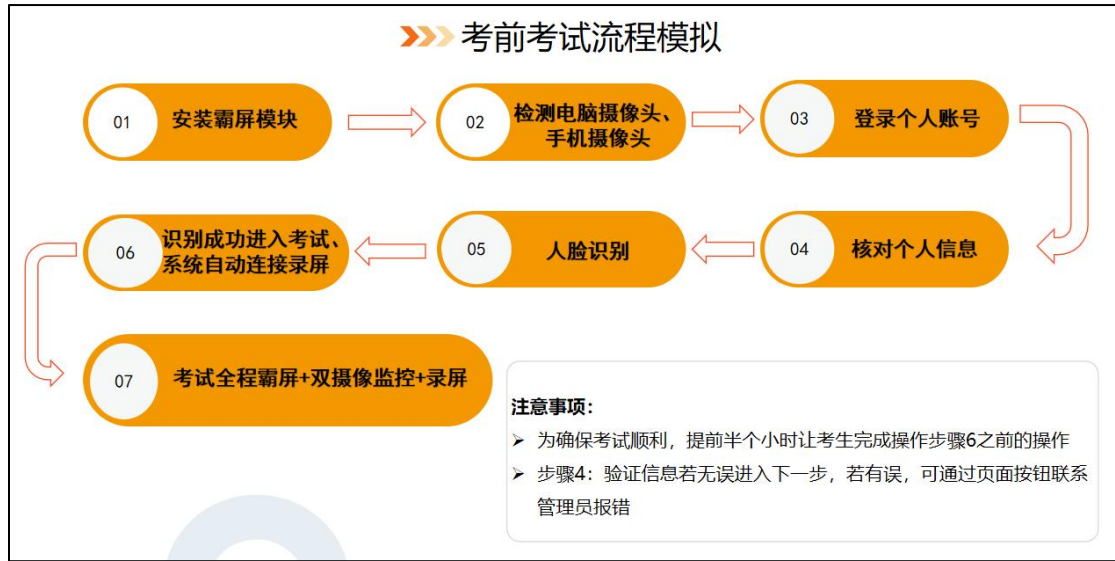 考前考试流程模拟
01
安装霸屏模块
02
检测电脑摄像头、
手机摄像头
03
登录个人账号
04
核对个人信息
05
人脸识别
06
识别成功进入考试、
系统自动连接录屏
07
考试全程霸屏+双摄像监控+录屏
注意事项：
为确保考试顺利，提前半个小时让考生完成操作步骤6之前的操作
步骤4：验证信息若无误进入下一步，若有误，可通过页面按钮联系
管理员报错